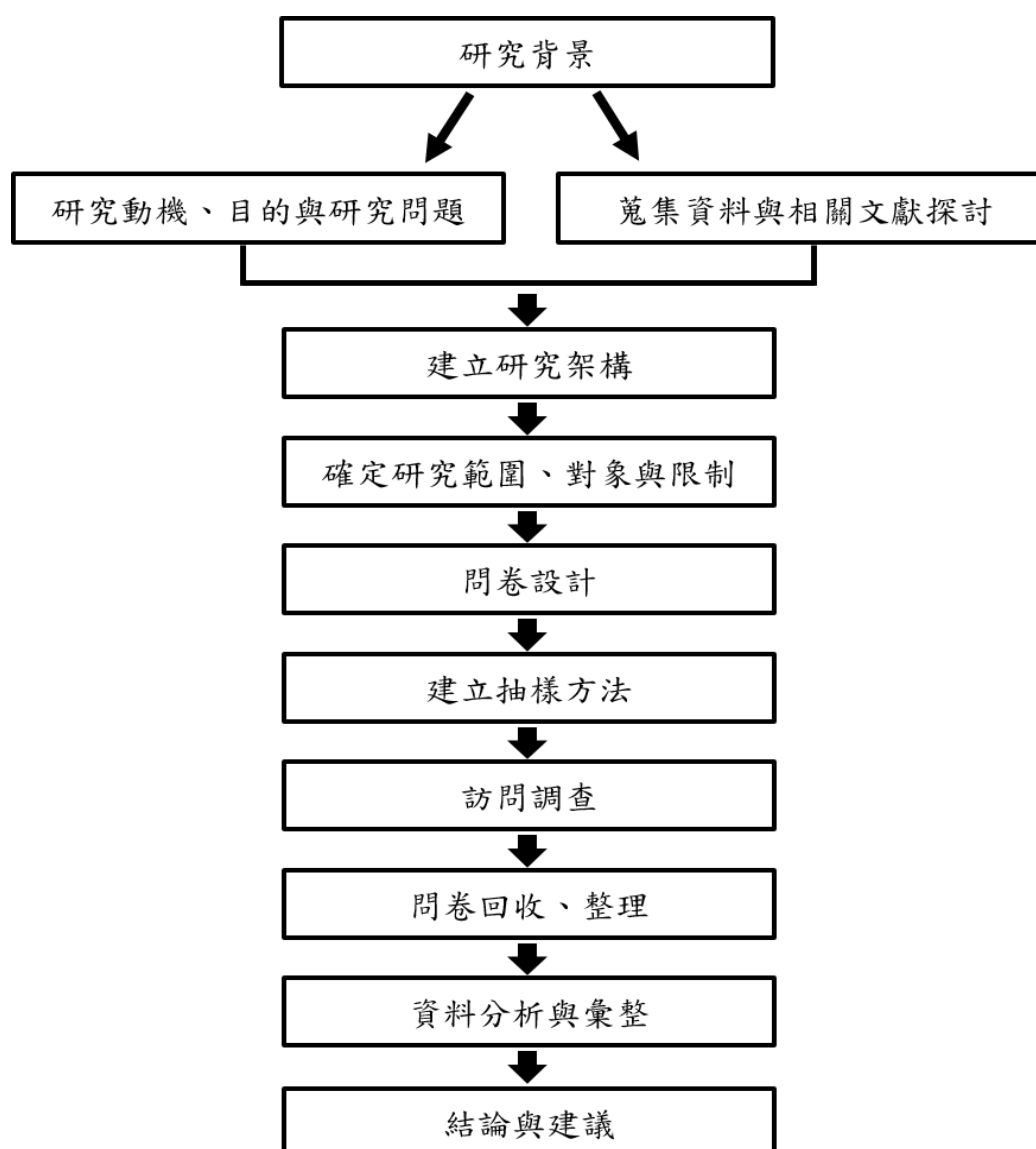 研究背景
研究動機、目的與研究問題
蒐集資料與相關文獻探討
建立研究架構
確定研究範圍、對象與限制
問卷設計
建立抽樣方法
訪問調查
問卷回收、整理
資料分析與彙整
結論與建議